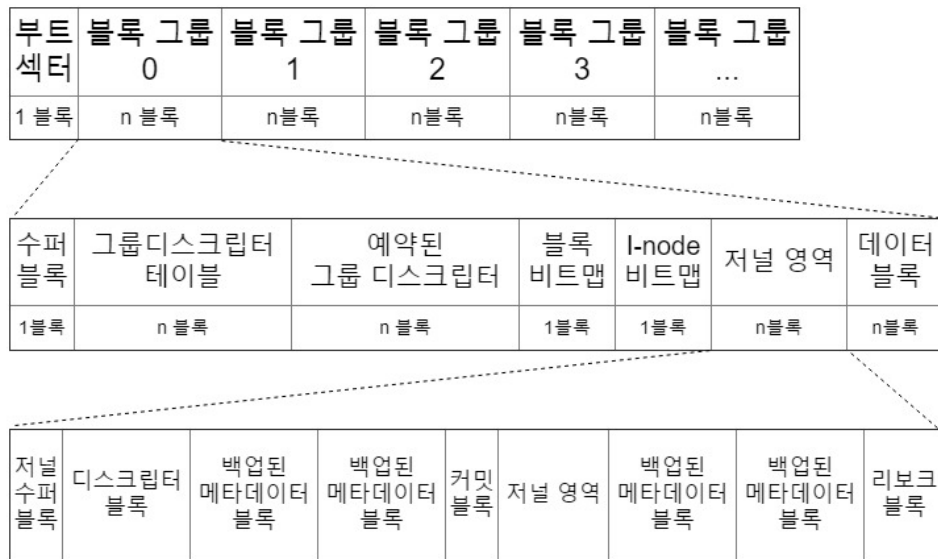 부트
섹터
블록 그룹
0
블록 그룹
1
블록 그룹
2
블록 그룹
3
블록 그룹
...
1 블록
n 블록
n블록
n블록
n블록
n블록
수퍼
블록
그룹디스크립터
테이블
예약된
그룹 디스크립터
블록
비트맵
I-node
비트맵
저널 영역
데이터
블록
1블록
n 블록
n 블록
1블록
1블록
n블록
n블록
저널
수퍼
블록
디스크립터
블록
백업된
메타데이터
블록
백업된
메타데이터
블록
커밋
블록
저널 영역
백업된
메타데이터
블록
백업된
메타데이터
블록
리보크
블록